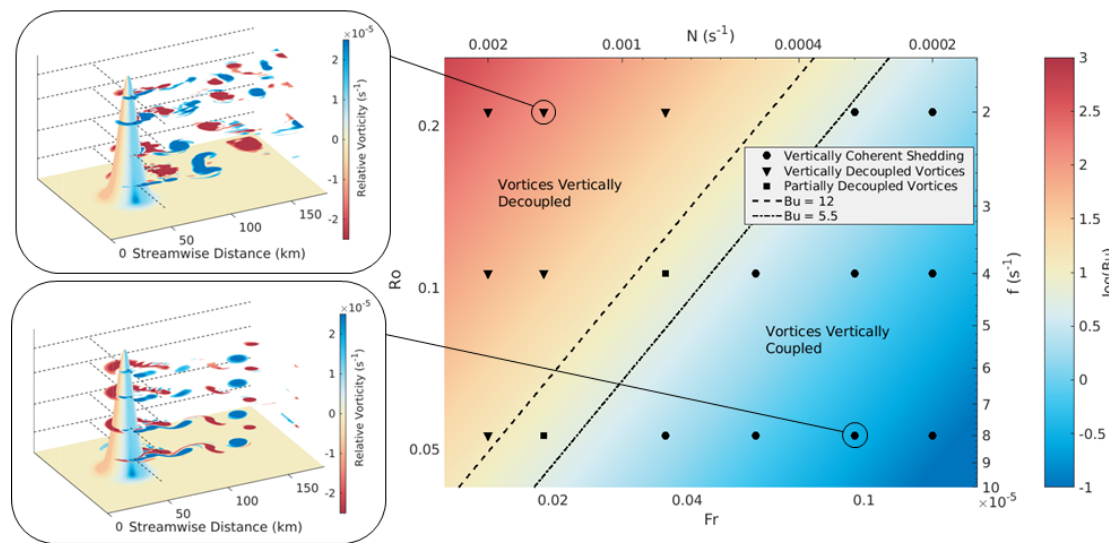 ×10⁻⁵
2
1
0
-1
-2
Relative Vorticity (s⁻¹)
0
50
100
150
Streamwise Distance (km)
×10⁻⁵
2
1
0
-1
-2
Relative Vorticity (s⁻¹)
0
50
100
150
Streamwise Distance (km)
N (s⁻¹)
0.002
0.001
0.0004
0.0002
Ro
0.2
0.1
0.05
Vortices Vertically
Decoupled
Vertically Coherent Shedding
Vertically Decoupled Vortices
Partially Decoupled Vortices
Bu = 12
Bu = 5.5
Vortices Vertically
Coupled
2
3
4
5
6
7
8
9
10
×10⁻⁵
f (s⁻¹)
0.02
0.04
0.1
Fr
3
2.5
2
1.5
1
0.5
0
-0.5
-1
log(Bu)